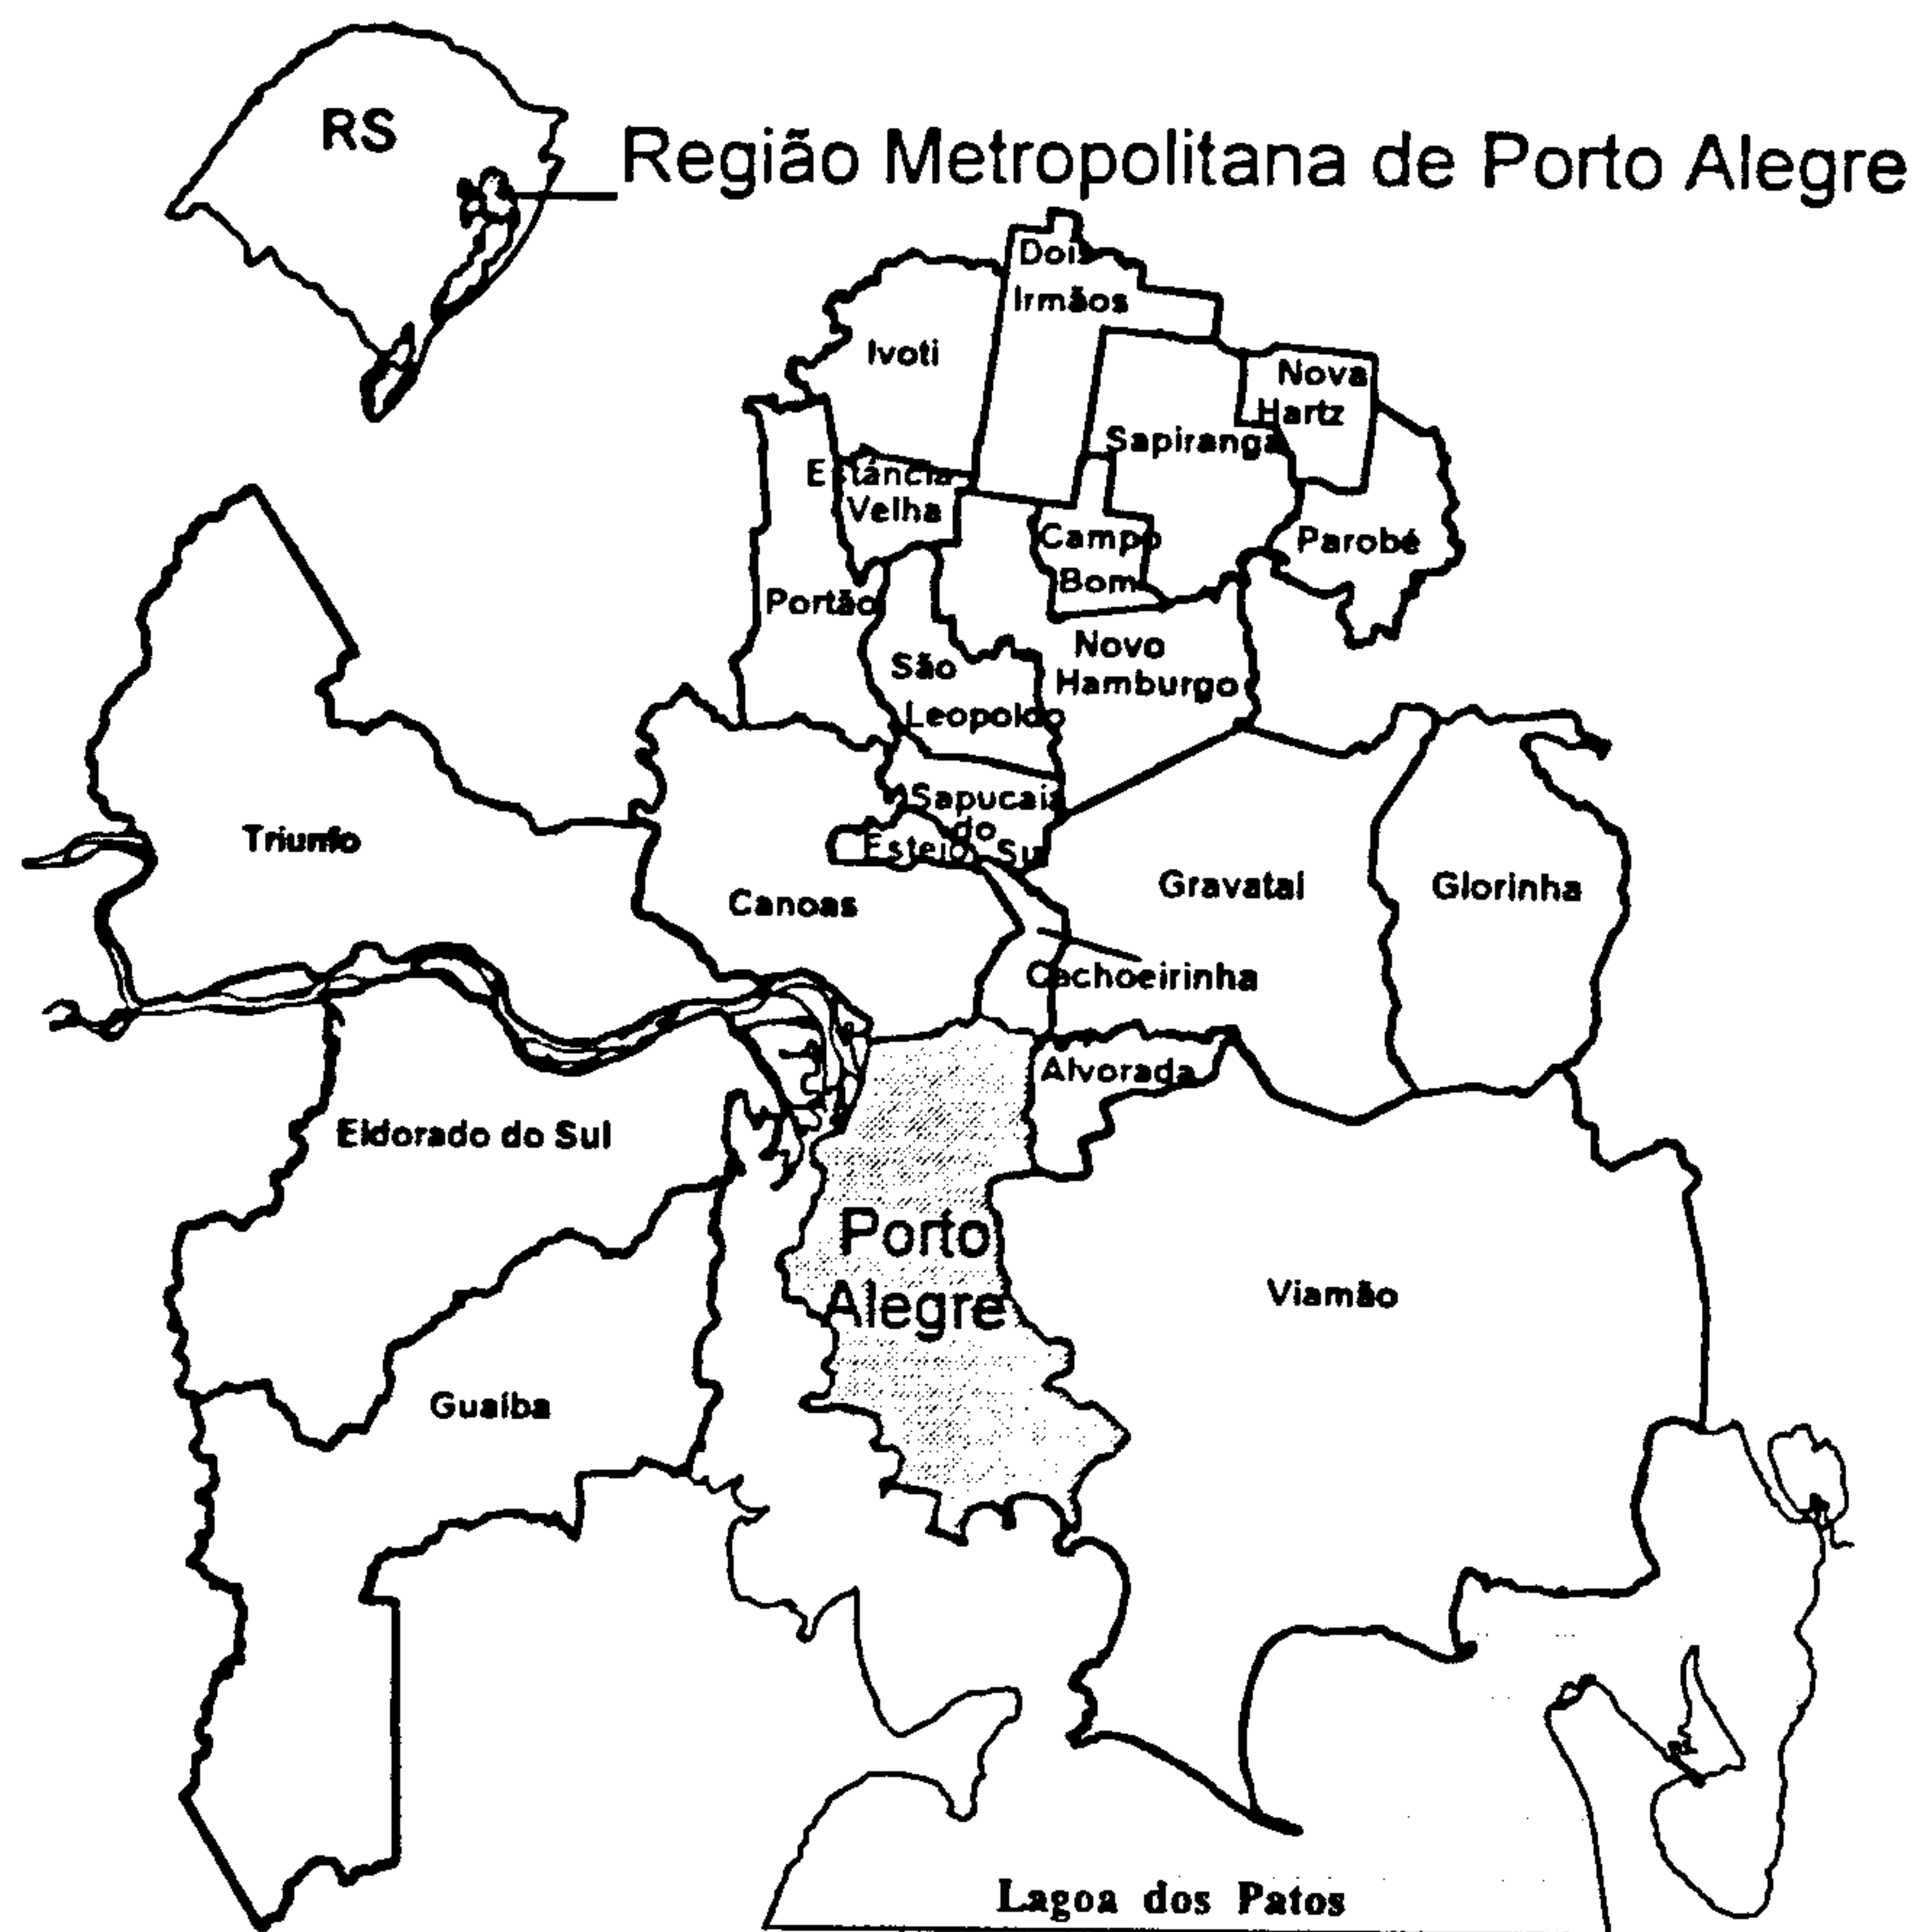 RS
Região Metropolitana de Porto Alegre
Dois
Irmãos
Ivoti
Nova
Hartz
Sapiranga
Estância
Velha
Campo
Bom
Parobé
Portão
Novo
Hamburgo
São
Leopoldo
Sapucaia
do
Sul
Esteio
Triunfo
Canoas
Gravataí
Glorinha
Cachoeirinha
Alvorada
Eldorado do Sul
Porto
Alegre
Viamão
Guaíba
Lagoa dos Patos